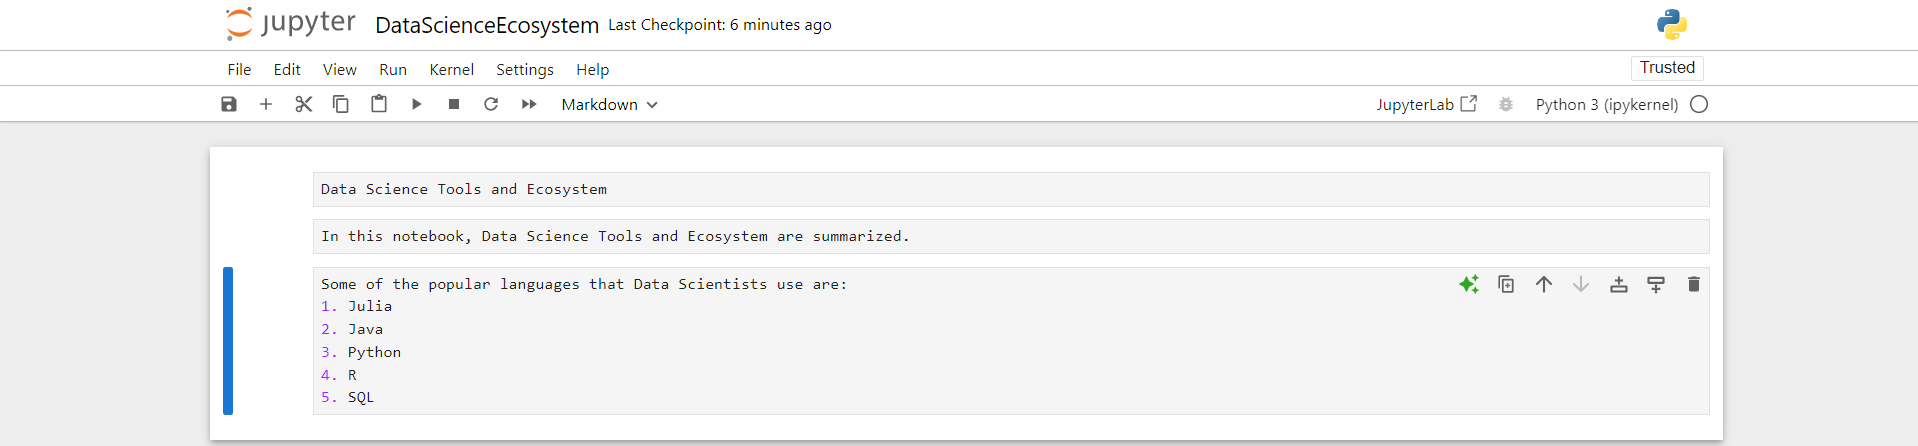 jupyter DataScienceEcosystem Last Checkpoint: 6 minutes ago
File Edit View Run Kernel Settings Help Trusted
Markdown JupyterLab Python 3 (ipykernel)
Data Science Tools and Ecosystem
In this notebook, Data Science Tools and Ecosystem are summarized.
Some of the popular languages that Data Scientists use are:
1. Julia
2. Java
3. Python
4. R
5. SQL